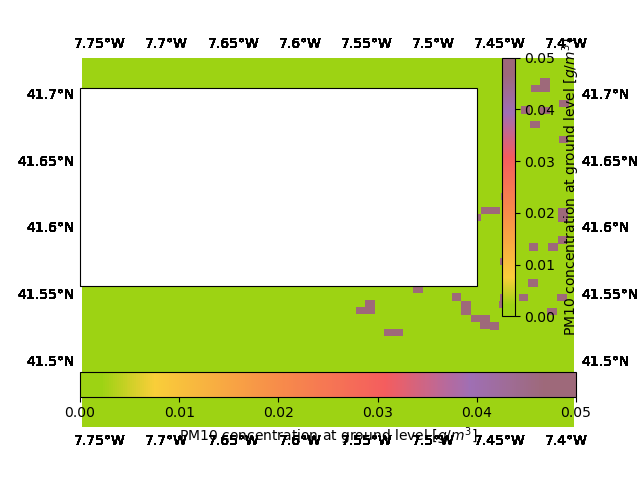 7.75°W 7.7°W 7.65°W 7.6°W 7.55°W 7.5°W 7.45°W 7.4°W
41.7°N 41.7°N
41.65°N 41.65°N
41.6°N 41.6°N
41.55°N 41.55°N
41.5°N 41.5°N
0.05
0.04
0.03
0.02
0.01
0.00
PM10 concentration at ground level [g/m³]
0.00 0.01 0.02 0.03 0.04 0.05
PM10 concentration at ground level [g/m³]
7.75°W 7.7°W 7.65°W 7.6°W 7.55°W 7.5°W 7.45°W 7.4°W